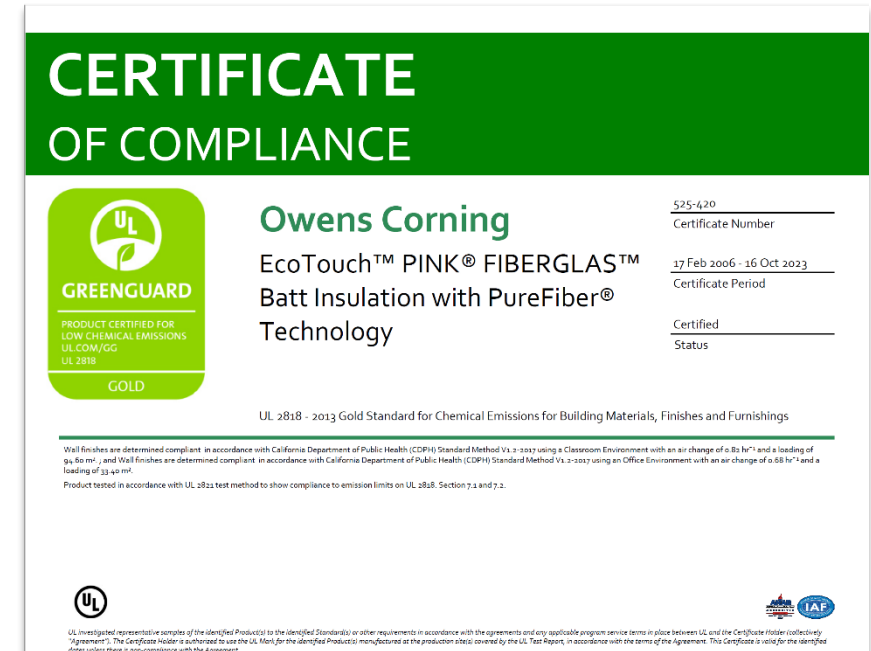 CERTIFICATE
OF COMPLIANCE
UL
GREENGUARD
PRODUCT CERTIFIED FOR
LOW CHEMICAL EMISSIONS
UL.COM/GG
UL 2818
GOLD
Owens Corning
EcoTouch™ PINK® FIBERGLAS™
Batt Insulation with PureFiber®
Technology
525-420
Certificate Number
17 Feb 2006 - 16 Oct 2023
Certificate Period
Certified
Status
UL 2818 - 2013 Gold Standard for Chemical Emissions for Building Materials, Finishes and Furnishings
Wall finishes are determined compliant in accordance with California Department of Public Health (CDPH) Standard Method V1.2-2017 using a Classroom Environment with an air change of 0.82 hr⁻¹ and a loading of
94.60 m². ; and Wall finishes are determined compliant in accordance with California Department of Public Health (CDPH) Standard Method V1.2-2017 using an Office Environment with an air change of 0.68 hr⁻¹ and a
loading of 33.40 m².
Product tested in accordance with UL 2821 test method to show compliance to emission limits on UL 2818. Section 7.1 and 7.2.
UL
IAF
UL investigated representative samples of the identified Product(s) to the identified Standard(s) or other requirements in accordance with the agreements and any applicable program service terms in place between UL and the Certificate Holder (collectively
"Agreement"). The Certificate Holder is authorized to use the UL Mark for the identified Product(s) manufactured at the production site(s) covered by the UL Test Report, in accordance with the terms of the Agreement. This Certificate is valid for the identified
dates unless there is non-compliance with the Agreement.